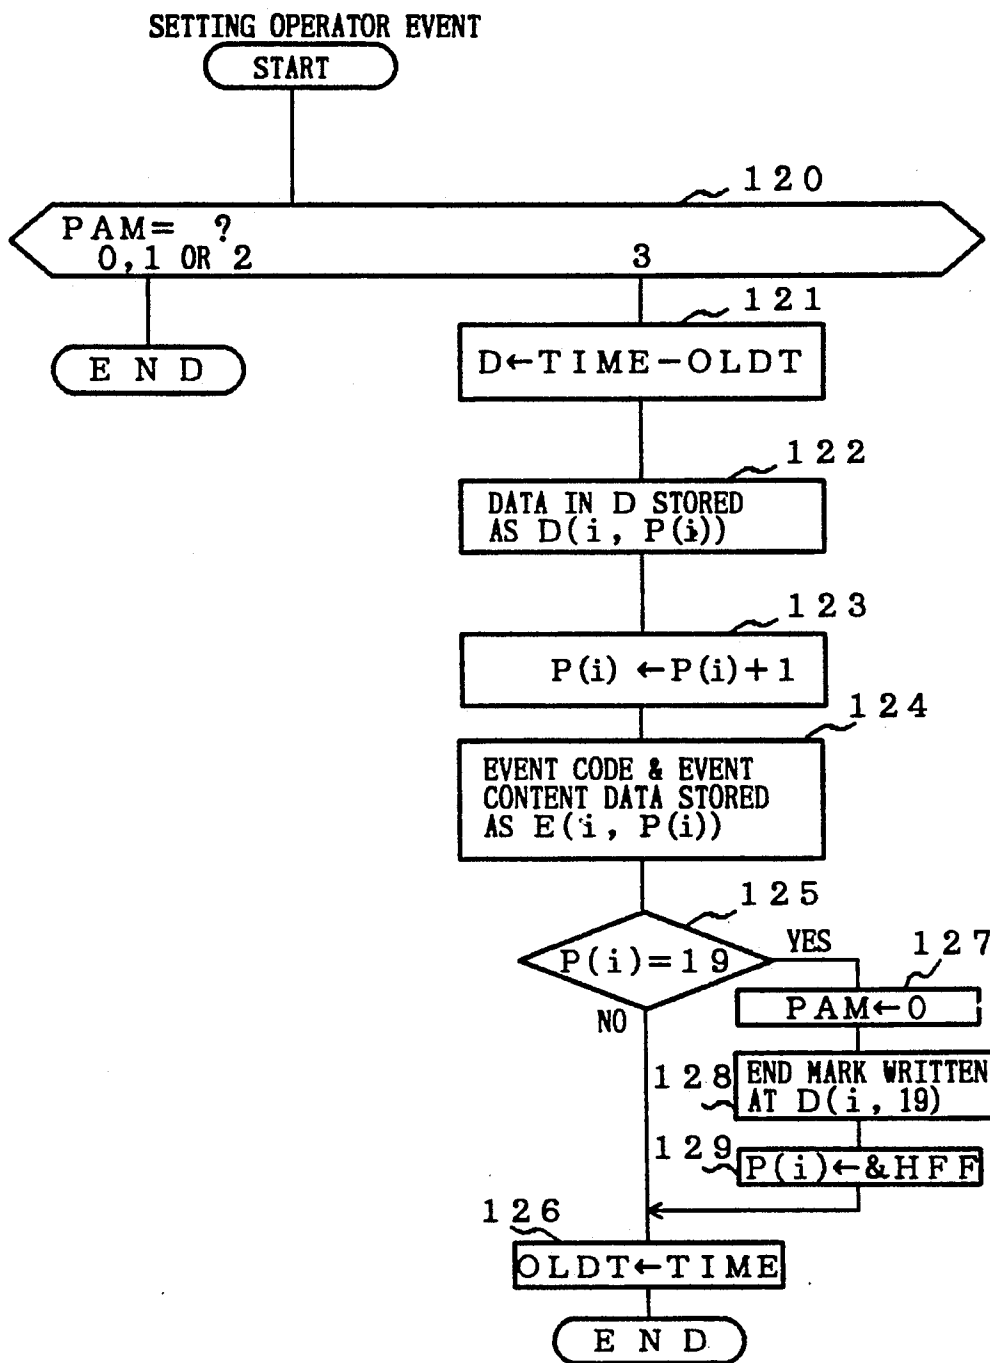 SETTING OPERATOR EVENT
START
120
PAM= ?
0,1 OR 2
3
121
END
D←TIME-OLDT
122
DATA IN D STORED
AS D(i, P(i))
123
P(i) ←P(i)+1
124
EVENT CODE & EVENT
CONTENT DATA STORED
AS E(i, P(i))
125
P(i)=19
YES
127
NO
PAM←0
128
END MARK WRITTEN
AT D(i, 19)
129
P(i)←&HFF
126
OLDT←TIME
END